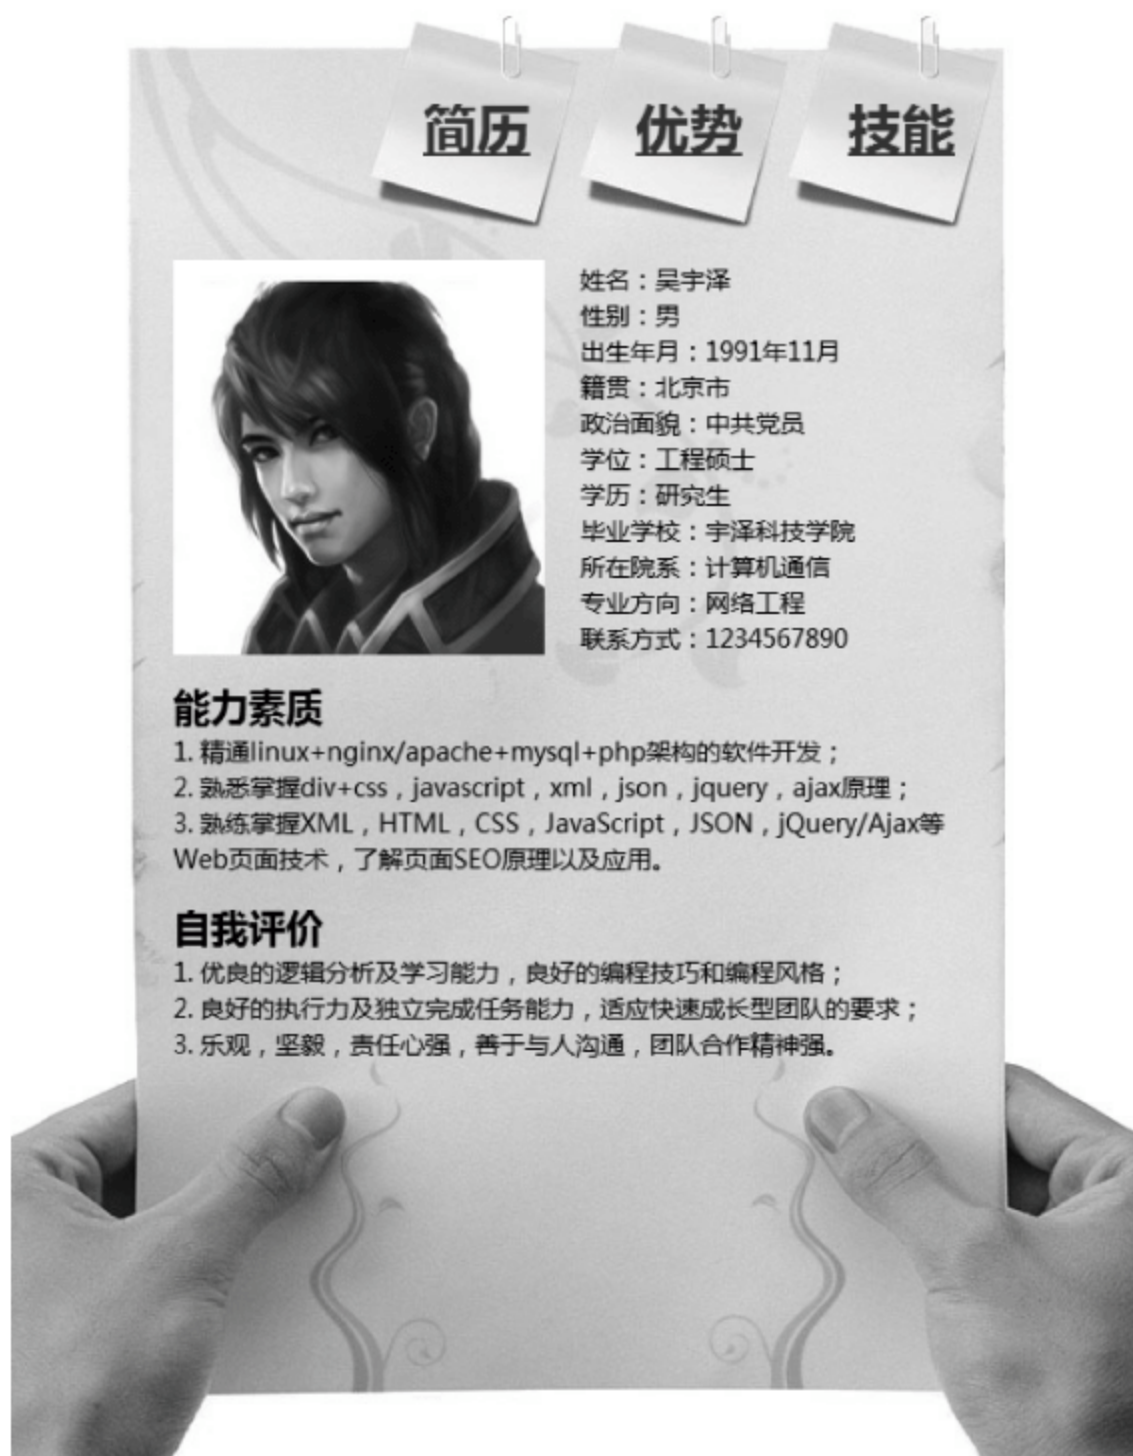 简历 优势 技能
姓名：吴宇泽
性别：男
出生年月：1991年11月
籍贯：北京市
政治面貌：中共党员
学位：工程硕士
学历：研究生
毕业学校：宇泽科技学院
所在院系：计算机通信
专业方向：网络工程
联系方式：1234567890
能力素质
1. 精通linux+nginx/apache+mysql+php架构的软件开发；
2. 熟悉掌握div+css，javascript，xml，json，jquery，ajax原理；
3. 熟练掌握XML，HTML，CSS，JavaScript，JSON，jQuery/Ajax等
Web页面技术，了解页面SEO原理以及应用。
自我评价
1. 优良的逻辑分析及学习能力，良好的编程技巧和编程风格；
2. 良好的执行力及独立完成任务能力，适应快速成长型团队的要求；
3. 乐观，坚毅，责任心强，善于与人沟通，团队合作精神强。